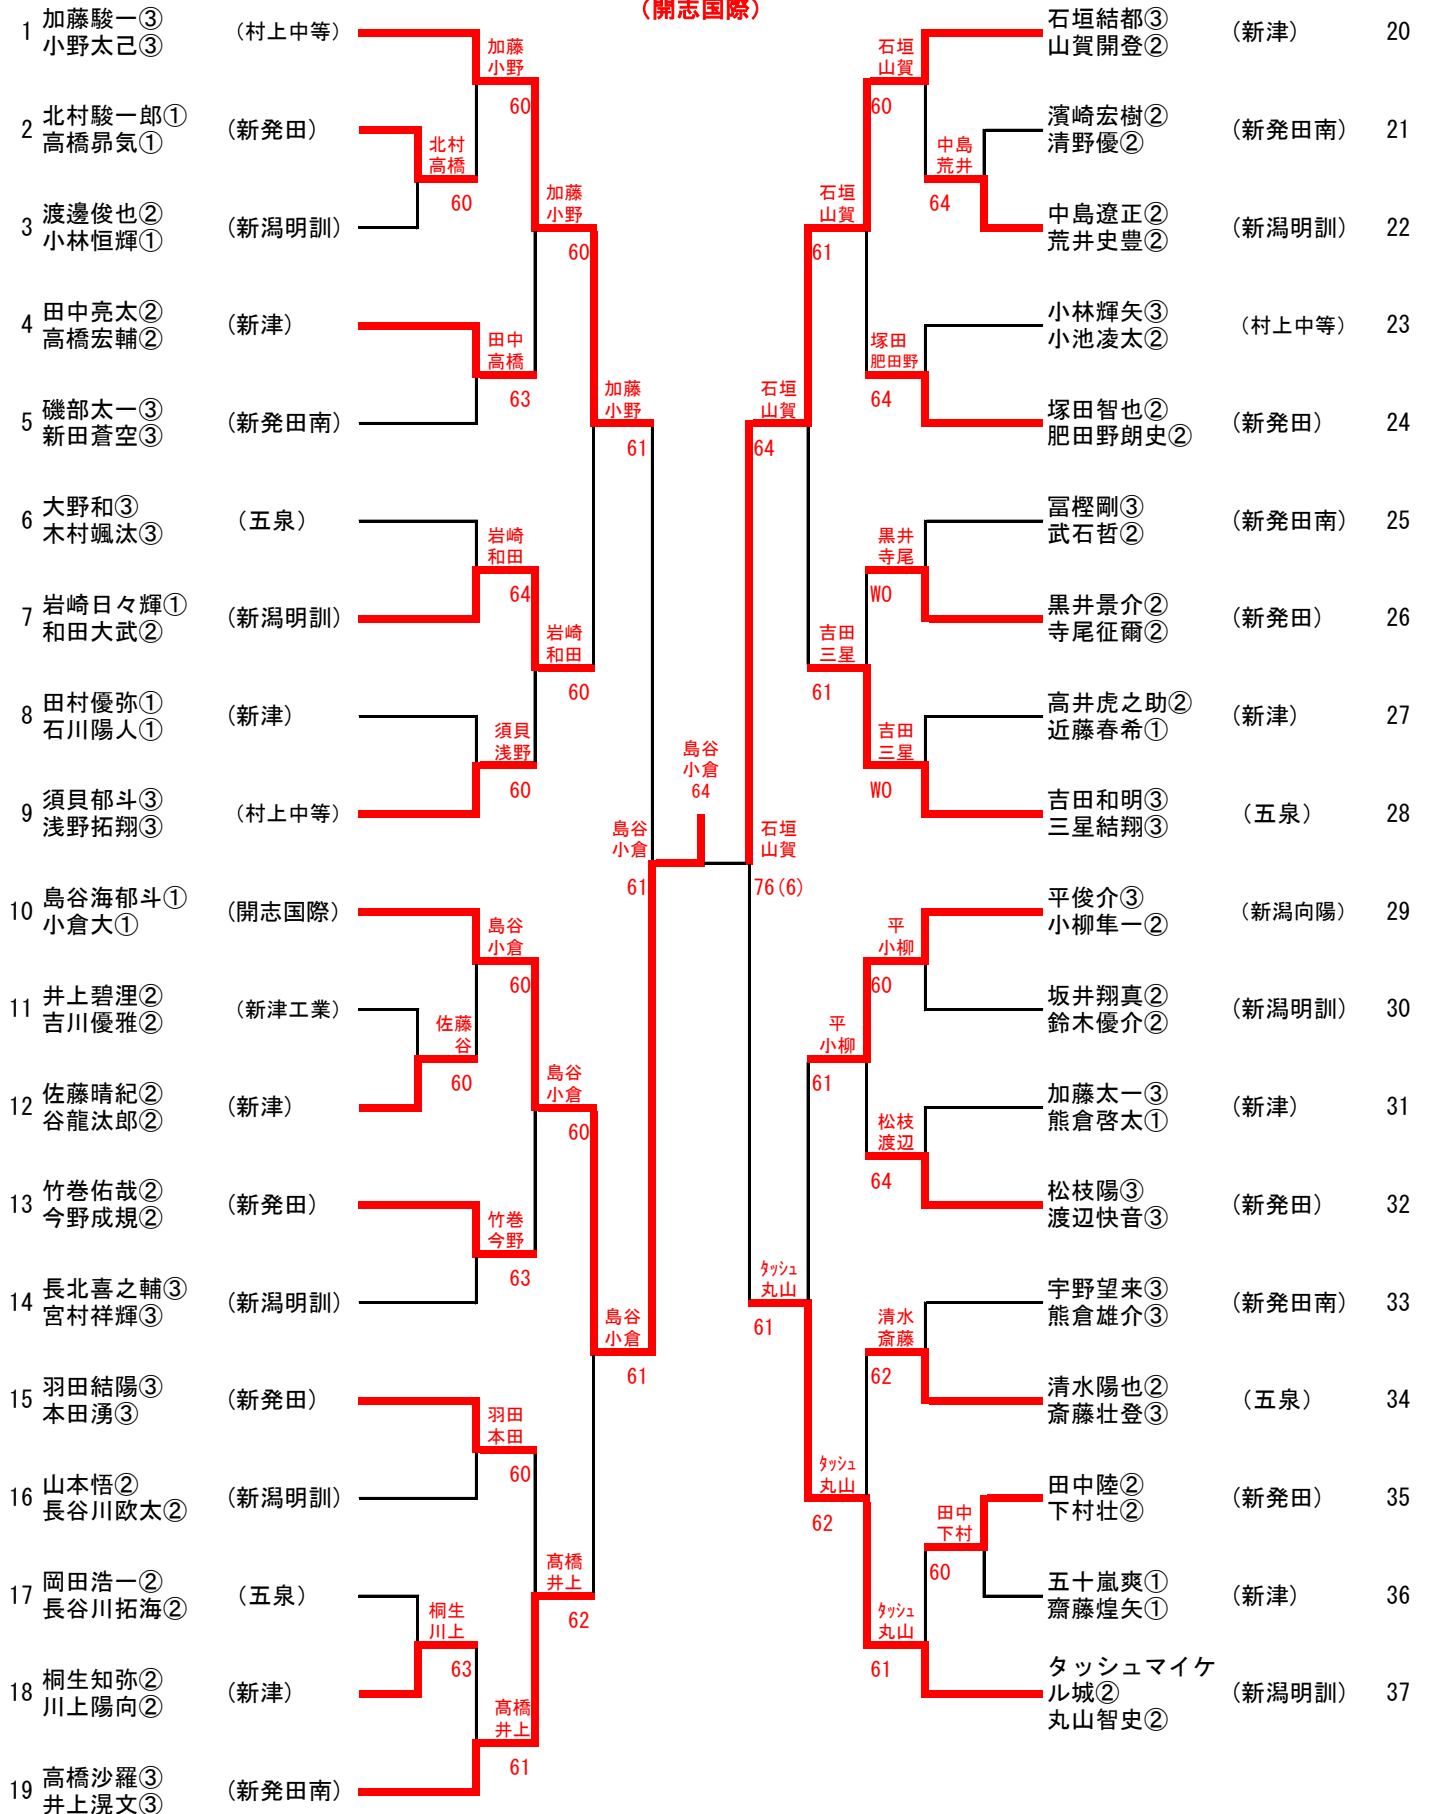 （開志国際）
1 加藤駿一③
小野太己③
（村上中等）
2 北村駿一郎①
高橋昴気①
（新発田）
3 渡邊俊也②
小林恒輝①
（新潟明訓）
4 田中亮太②
高橋宏輔②
（新津）
5 磯部太一③
新田蒼空③
（新発田南）
6 大野和③
木村颯汰③
（五泉）
7 岩崎日々輝①
和田大武②
（新潟明訓）
8 田村優弥①
石川陽人①
（新津）
9 須貝郁斗③
浅野拓翔③
（村上中等）
10 島谷海郁斗①
小倉大①
（開志国際）
11 井上碧浬②
吉川優雅②
（新津工業）
12 佐藤晴紀②
谷龍汰郎②
（新津）
13 竹巻佑哉②
今野成規②
（新発田）
14 長北喜之輔③
宮村祥輝③
（新潟明訓）
15 羽田結陽③
本田湧③
（新発田）
16 山本悟②
長谷川欧太②
（新潟明訓）
17 岡田浩一②
長谷川拓海②
（五泉）
18 桐生知弥②
川上陽向②
（新津）
19 高橋沙羅③
井上滉文③
（新発田南）
加藤
小野
60
北村
高橋
60
加藤
小野
60
田中
高橋
63
加藤
小野
61
岩崎
和田
64
岩崎
和田
60
須貝
浅野
60
島谷
小倉
61
島谷
小倉
60
佐藤
谷
60
島谷
小倉
60
竹巻
今野
63
島谷
小倉
61
羽田
本田
60
髙橋
井上
62
桐生
川上
63
髙橋
井上
61
島谷
小倉
64
石垣
山賀
76(6)
石垣
山賀
60
中島
荒井
64
石垣
山賀
61
塚田
肥田野
64
石垣
山賀
64
黒井
寺尾
WO
吉田
三星
61
吉田
三星
WO
平
小柳
60
平
小柳
61
松枝
渡辺
64
タッシュ
丸山
61
清水
斎藤
62
タッシュ
丸山
62
田中
下村
60
タッシュ
丸山
61
石垣結都③
山賀開登②
（新津） 20
濱崎宏樹②
清野優②
（新発田南） 21
中島遼正②
荒井史豊②
（新潟明訓） 22
小林輝矢③
小池凌太②
（村上中等） 23
塚田智也②
肥田野朗史②
（新発田） 24
冨樫剛③
武石哲②
（新発田南） 25
黒井景介②
寺尾征爾②
（新発田） 26
高井虎之助②
近藤春希①
（新津） 27
吉田和明③
三星結翔③
（五泉） 28
平俊介③
小柳隼一②
（新潟向陽） 29
坂井翔真②
鈴木優介②
（新潟明訓） 30
加藤太一③
熊倉啓太①
（新津） 31
松枝陽③
渡辺快音③
（新発田） 32
宇野望来③
熊倉雄介③
（新発田南） 33
清水陽也②
斎藤壮登③
（五泉） 34
田中陸②
下村壮②
（新発田） 35
五十嵐爽①
齋藤煌矢①
（新津） 36
タッシュマイケ
ル城②
丸山智史②
（新潟明訓） 37